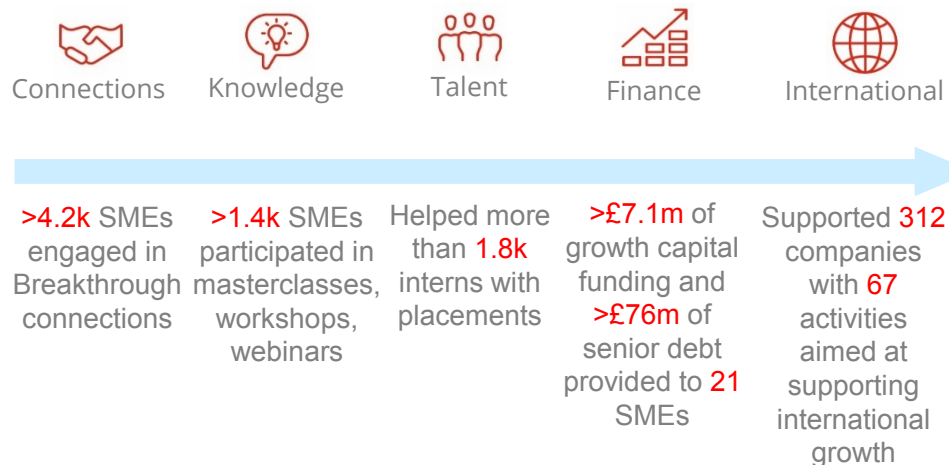 Connections
Knowledge
Talent
Finance
International
>4.2k SMEs
engaged in
Breakthrough
connections
>1.4k SMEs
participated in
masterclasses,
workshops,
webinars
Helped more
than 1.8k
interns with
placements
>£7.1m of
growth capital
funding and
>£76m of
senior debt
provided to 21
SMEs
Supported 312
companies
with 67
activities
aimed at
supporting
international
growth